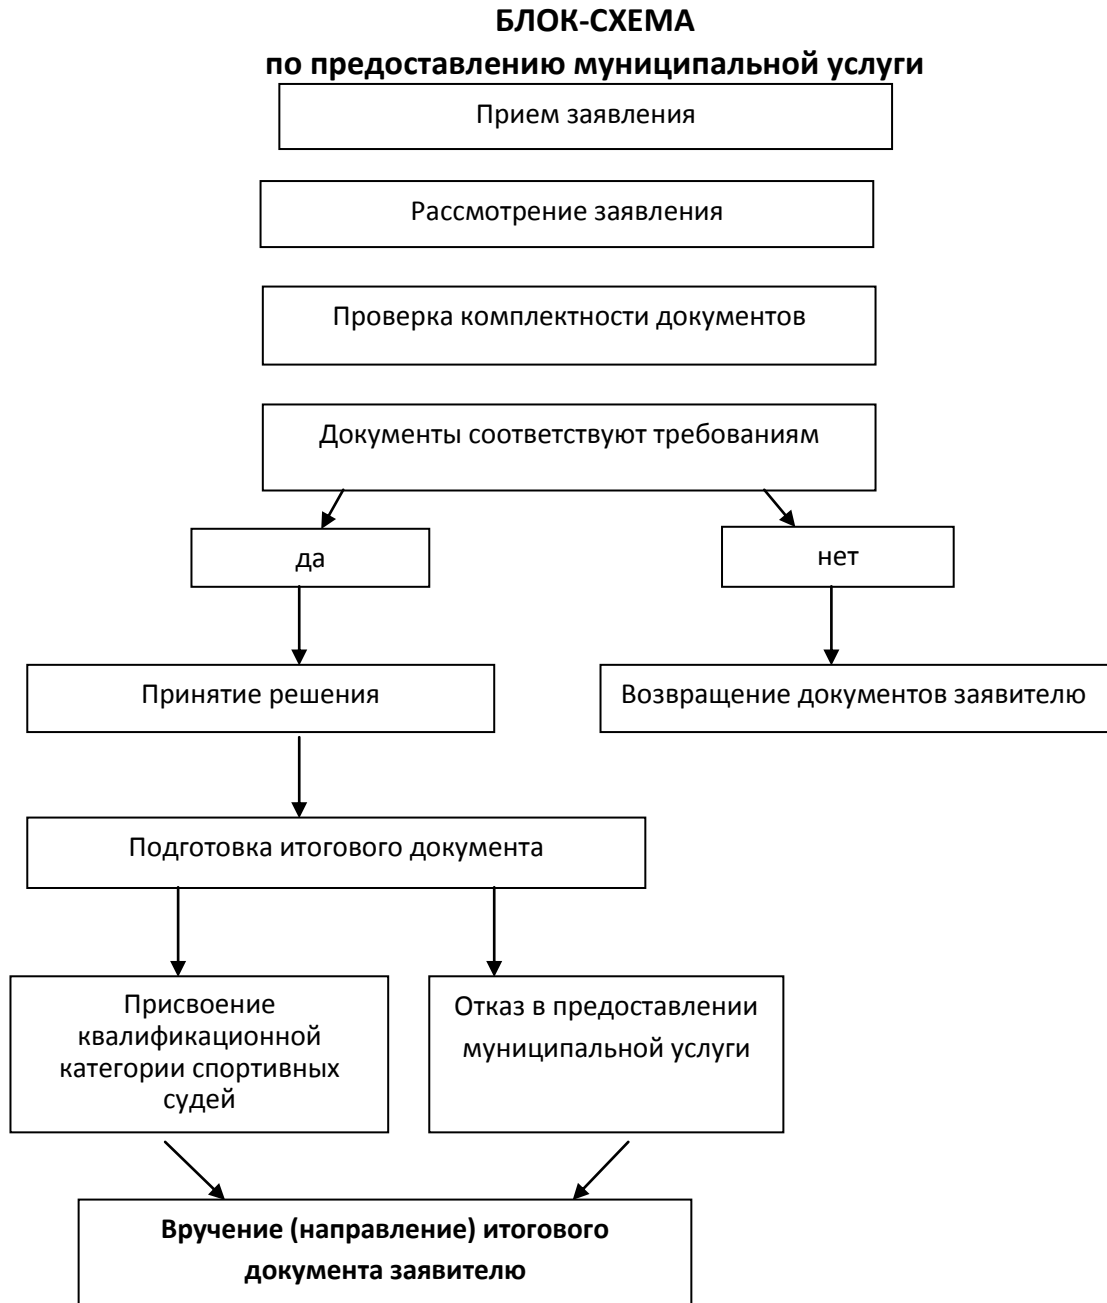 БЛОК-СХЕМА
по предоставлению муниципальной услуги
Прием заявления
Рассмотрение заявления
Проверка комплектности документов
Документы соответствуют требованиям
да
нет
Принятие решения
Возвращение документов заявителю
Подготовка итогового документа
Присвоение
квалификационной
категории спортивных
судей
Отказ в предоставлении
муниципальной услуги
Вручение (направление) итогового
документа заявителю